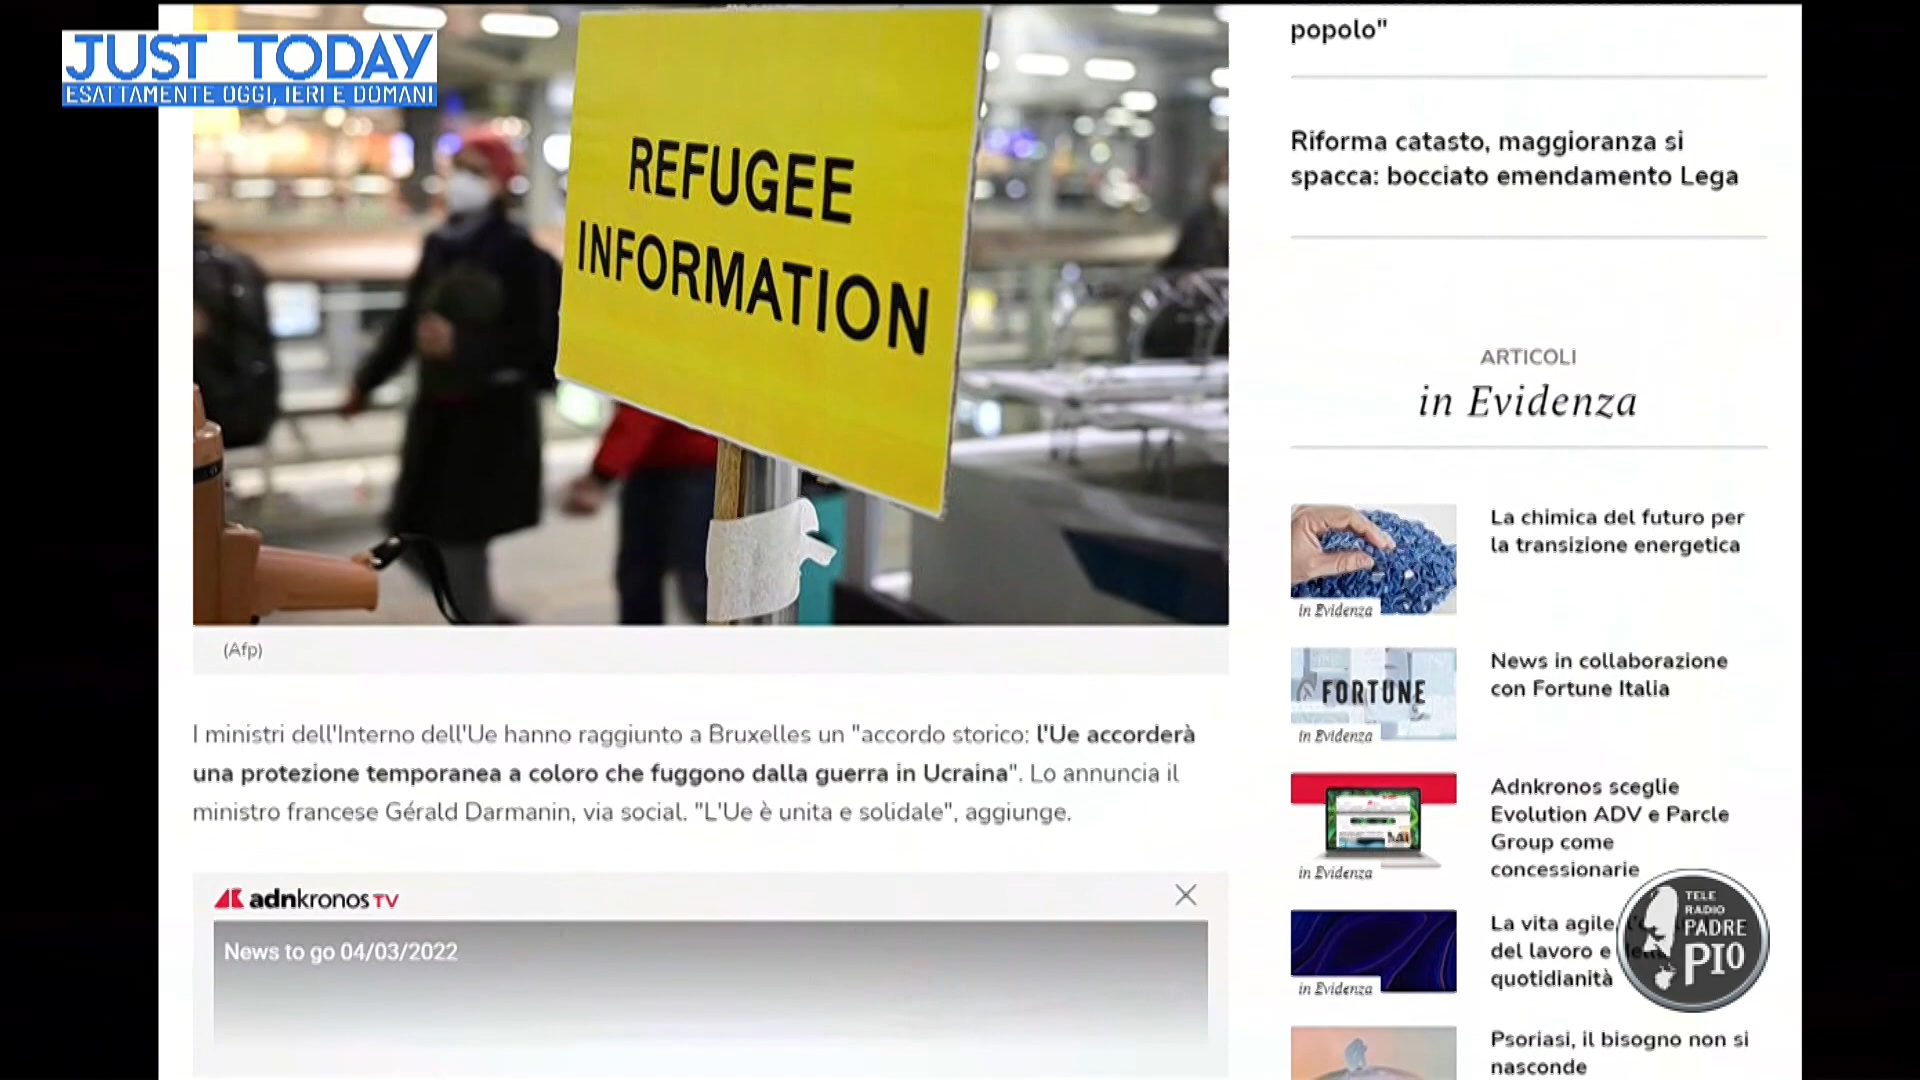 JUST TODAY
ESATTAMENTE OGGI, IERI E DOMANI
REFUGEE
INFORMATION
(Afp)
I ministri dell'Interno dell'Ue hanno raggiunto a Bruxelles un "accordo storico: l'Ue accorderà
una protezione temporanea a coloro che fuggono dalla guerra in Ucraina". Lo annuncia il
ministro francese Gérald Darmanin, via social. "L'Ue è unita e solidale", aggiunge.
adnkronos TV
News to go 04/03/2022
popolo"
Riforma catasto, maggioranza si
spacca: bocciato emendamento Lega
ARTICOLI
in Evidenza
in Evidenza
La chimica del futuro per
la transizione energetica
FORTUNE
in Evidenza
News in collaborazione
con Fortune Italia
in Evidenza
Adnkronos sceglie
Evolution ADV e Parcle
Group come
concessionarie
in Evidenza
La vita agile,
del lavoro e
quotidianità
Psoriasi, il bisogno non si
nasconde
TELE
RADIO
PADRE
PIO